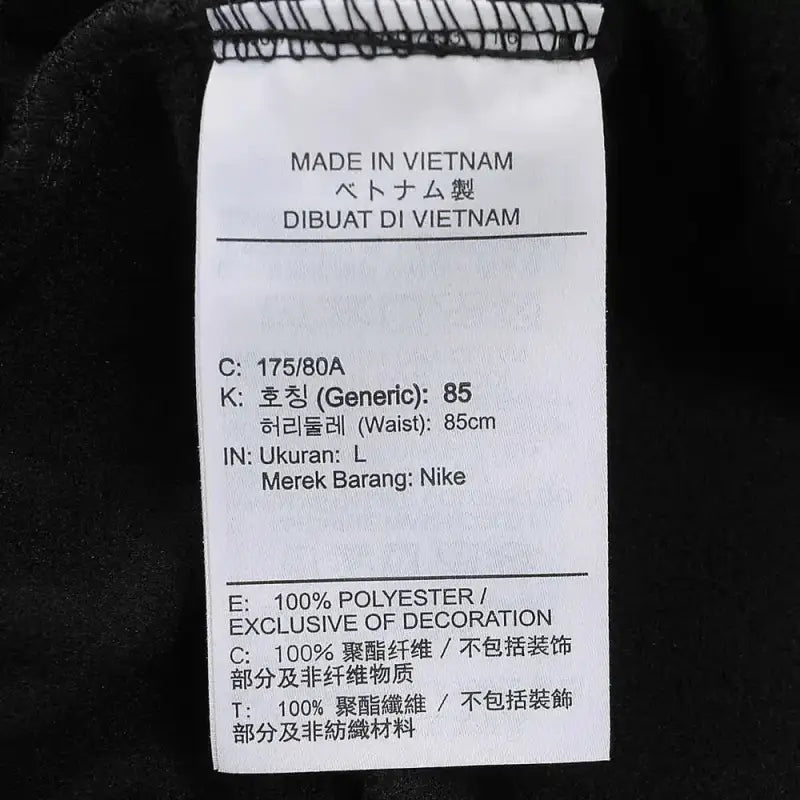 MADE IN VIETNAM
ベトナム製
DIBUAT DI VIETNAM
C: 175/80A
K: 호칭 (Generic): 85
허리둘레 (Waist): 85cm
IN: Ukuran: L
Merek Barang: Nike
E: 100% POLYESTER /
EXCLUSIVE OF DECORATION
C: 100% 聚酯纤维 / 不包括装饰
部分及非纤维物质
T: 100% 聚酯纖維 / 不包括裝飾
部分及非紡織材料